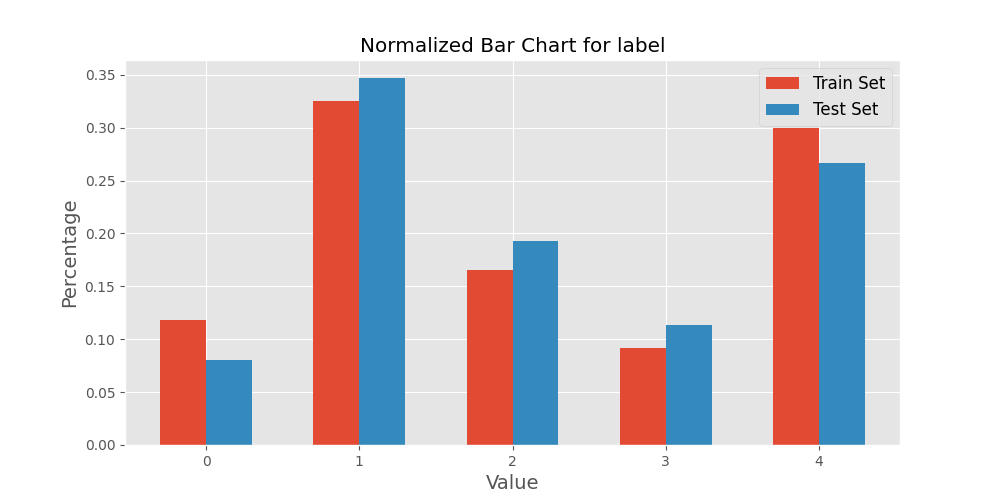 Normalized Bar Chart for label
Train Set
Test Set
Percentage
0.35
0.30
0.25
0.20
0.15
0.10
0.05
0.00
0 1 2 3 4
Value